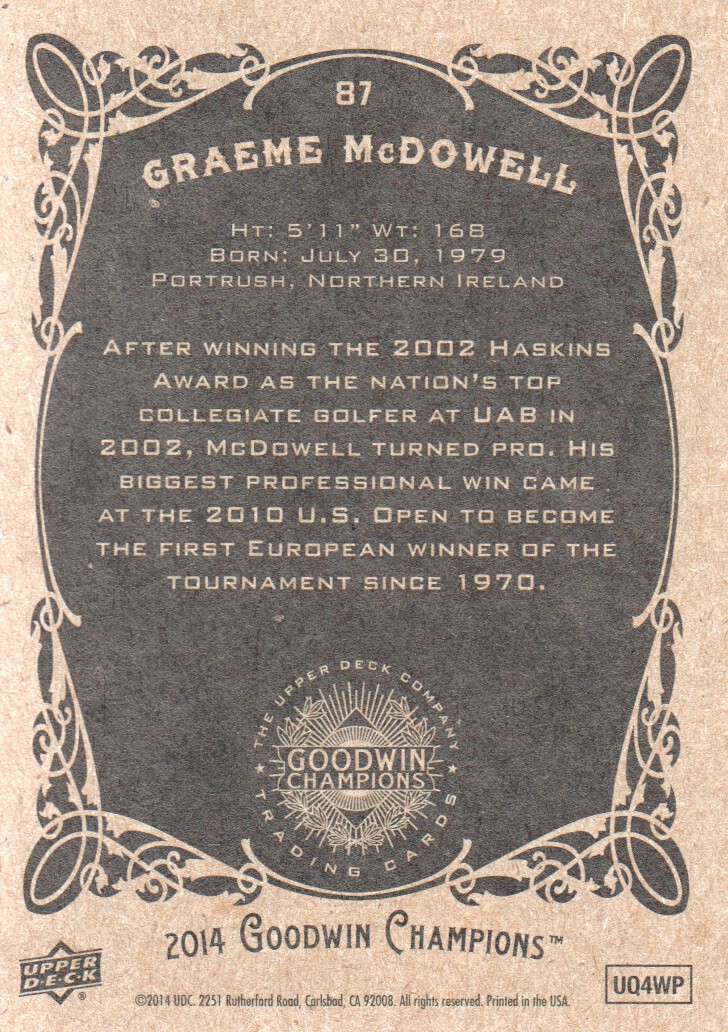 87
GRAEME McDOWELL
HT: 5'11" WT: 168
BORN: JULY 30, 1979
PORTRUSH, NORTHERN IRELAND
AFTER WINNING THE 2002 HASKINS
AWARD AS THE NATION'S TOP
COLLEGIATE GOLFER AT UAB IN
2002, MCDOWELL TURNED PRO. HIS
BIGGEST PROFESSIONAL WIN CAME
AT THE 2010 U.S. OPEN TO BECOME
THE FIRST EUROPEAN WINNER OF THE
TOURNAMENT SINCE 1970.
THE UPPER DECK COMPANY
GOODWIN
CHAMPIONS
★ TRADING CARDS ★
2014 GOODWIN CHAMPIONS™
UPPER
D·E·C·K
®
©2014 UDC. 2251 Rutherford Road, Carlsbad, CA 92008. All rights reserved. Printed in the USA.
UQ4WP